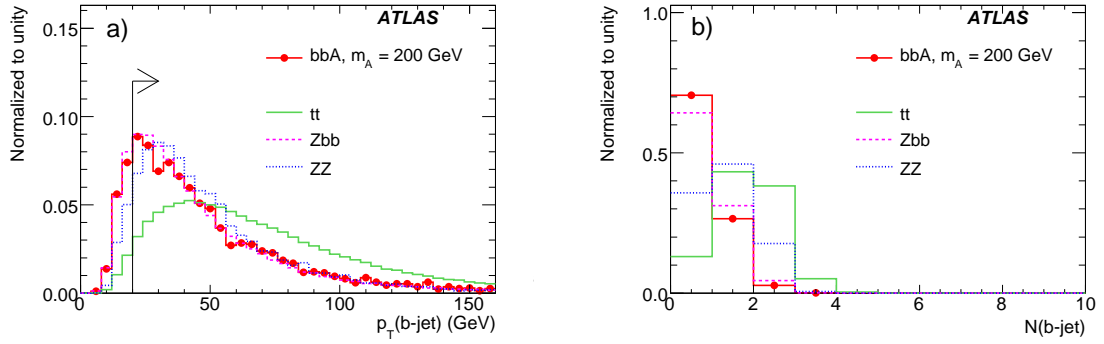 a)
ATLAS
Normalized to unity
0.15
0.10
0.05
0.00
bbA, m_A = 200 GeV
tt
Zbb
ZZ
0
50
100
150
p_T(b-jet) (GeV)
b)
ATLAS
Normalized to unity
1.0
0.5
0.0
bbA, m_A = 200 GeV
tt
Zbb
ZZ
0
2
4
6
8
10
N(b-jet)